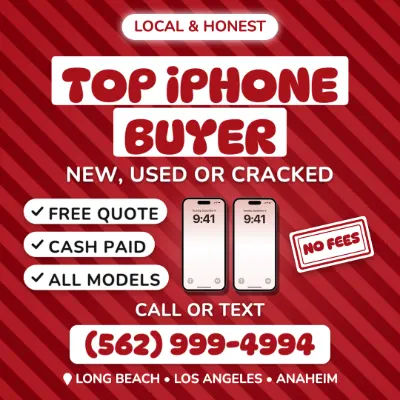 LOCAL & HONEST
TOP iPHONE
BUYER
NEW, USED OR CRACKED
FREE QUOTE
CASH PAID
ALL MODELS
9:41
9:41
NO FEES
CALL OR TEXT
(562) 999-4994
LONG BEACH • LOS ANGELES • ANAHEIM